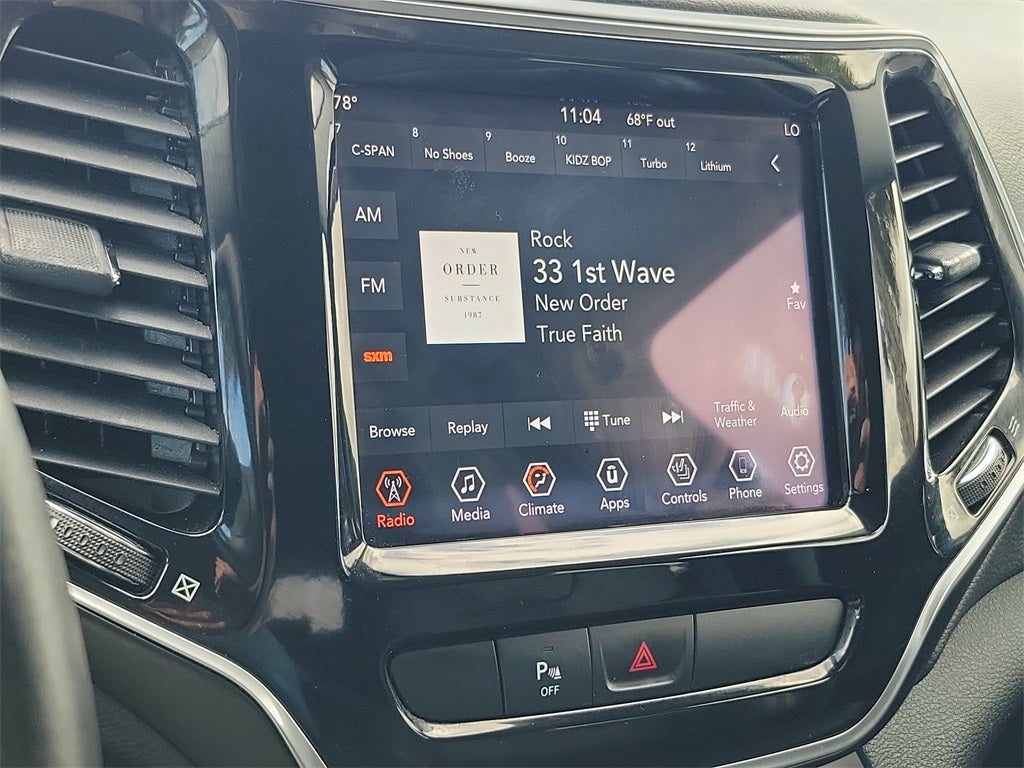 78° 11:04 68°F out LO
7 C-SPAN 8 No Shoes 9 Booze 10 KIDZ BOP 11 Turbo 12 Lithium
AM
FM
sxm
NEW
ORDER
SUBSTANCE
1987
Rock
33 1st Wave
New Order
True Faith
Fav
Browse Replay Tune Traffic & Weather Audio
Radio Media Climate Apps Controls Phone Settings
P
OFF